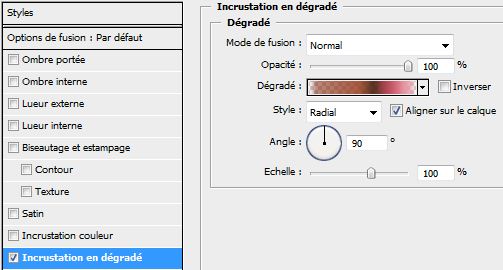 Styles
Options de fusion : Par défaut
Ombre portée
Ombre interne
Lueur externe
Lueur interne
Biseautage et estampage
Contour
Texture
Satin
Incrustation couleur
Incrustation en dégradé
Incrustation en dégradé
Dégradé
Mode de fusion : Normal
Opacité : 100 %
Dégradé : Inverser
Style : Radial Aligner sur le calque
Angle : 90 °
Echelle : 100 %